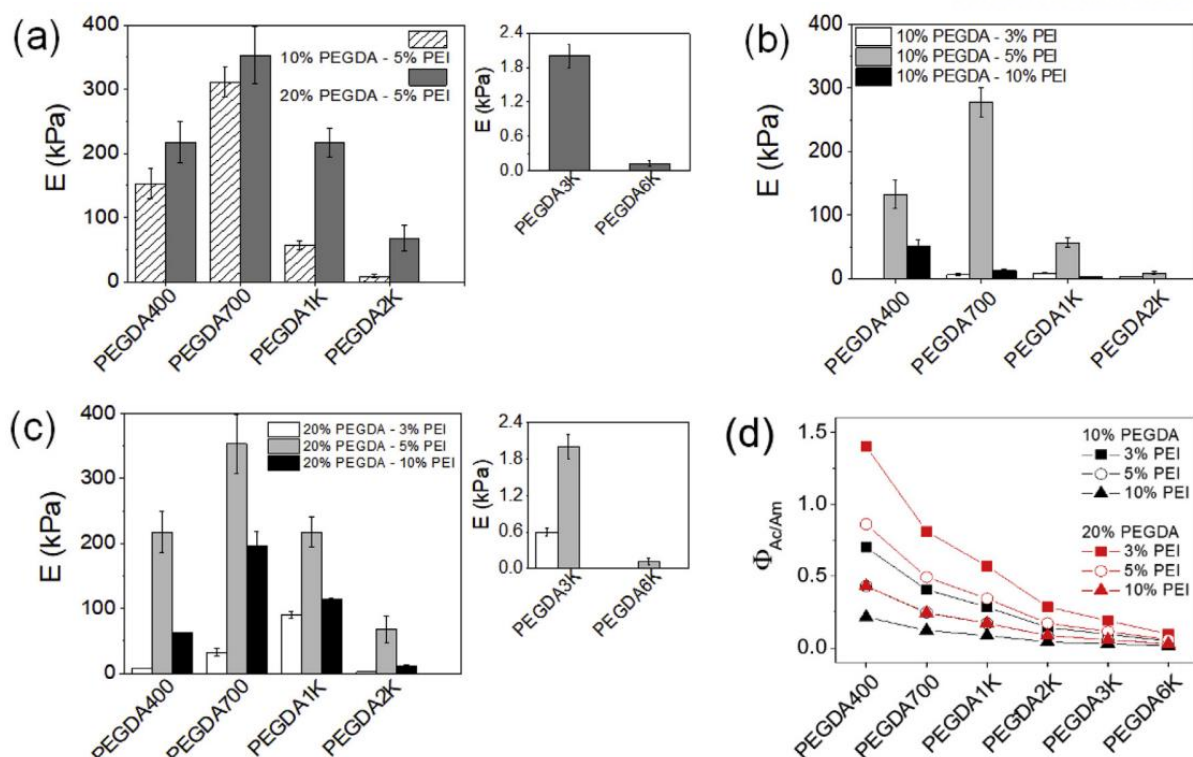 (a)
400
300
200
100
0
E (kPa)
10% PEGDA - 5% PEI
20% PEGDA - 5% PEI
PEGDA400
PEGDA700
PEGDA1K
PEGDA2K
2.4
1.8
1.2
0.6
0.0
E (kPa)
PEGDA3K
PEGDA6K
(b)
400
300
200
100
0
E (kPa)
10% PEGDA - 3% PEI
10% PEGDA - 5% PEI
10% PEGDA - 10% PEI
PEGDA400
PEGDA700
PEGDA1K
PEGDA2K
(c)
400
300
200
100
0
E (kPa)
20% PEGDA - 3% PEI
20% PEGDA - 5% PEI
20% PEGDA - 10% PEI
PEGDA400
PEGDA700
PEGDA1K
PEGDA2K
2.4
1.8
1.2
0.6
0.0
E (kPa)
PEGDA3K
PEGDA6K
(d)
1.5
1.0
0.5
0.0
Φ Ac/Am
10% PEGDA
3% PEI
5% PEI
10% PEI
20% PEGDA
3% PEI
5% PEI
10% PEI
PEGDA400
PEGDA700
PEGDA1K
PEGDA2K
PEGDA3K
PEGDA6K